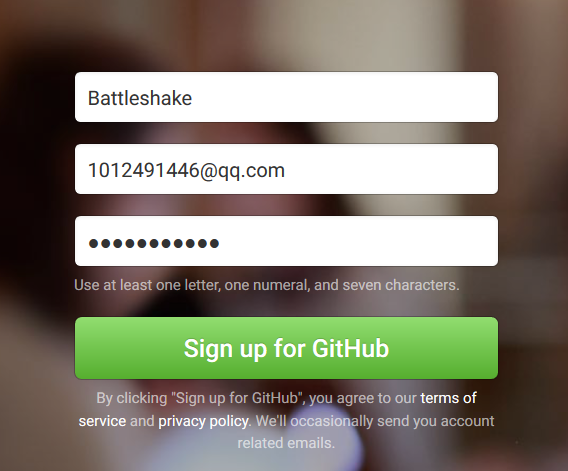 Battleshake
1012491446@qq.com
●●●●●●●●●●●
Use at least one letter, one numeral, and seven characters.
Sign up for GitHub
By clicking "Sign up for GitHub", you agree to our terms of
service and privacy policy. We'll occasionally send you account
related emails.